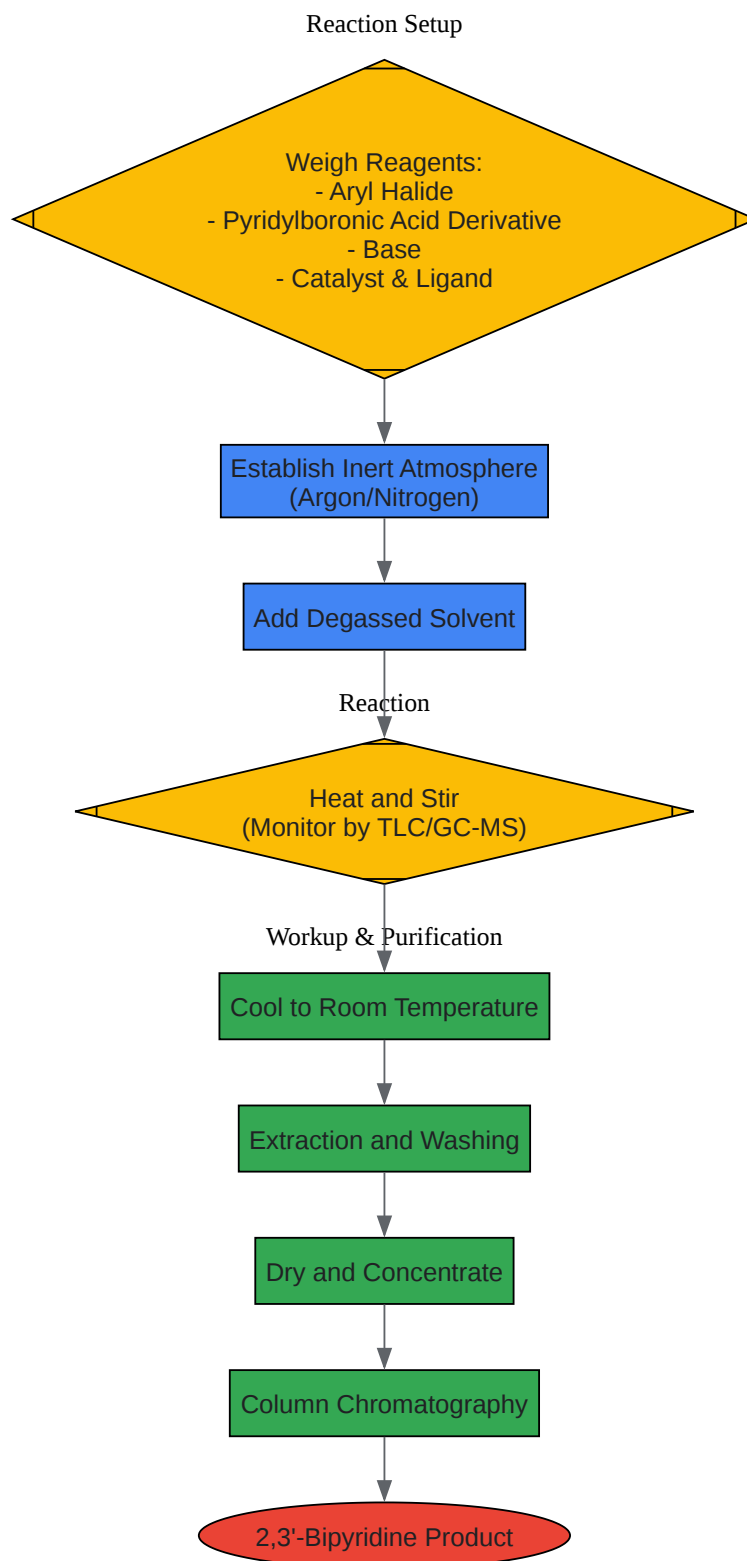 Reaction Setup
Weigh Reagents:
- Aryl Halide
- Pyridylboronic Acid Derivative
- Base
- Catalyst & Ligand
Establish Inert Atmosphere
(Argon/Nitrogen)
Add Degassed Solvent
Reaction
Heat and Stir
(Monitor by TLC/GC-MS)
Workup & Purification
Cool to Room Temperature
Extraction and Washing
Dry and Concentrate
Column Chromatography
2,3'-Bipyridine Product